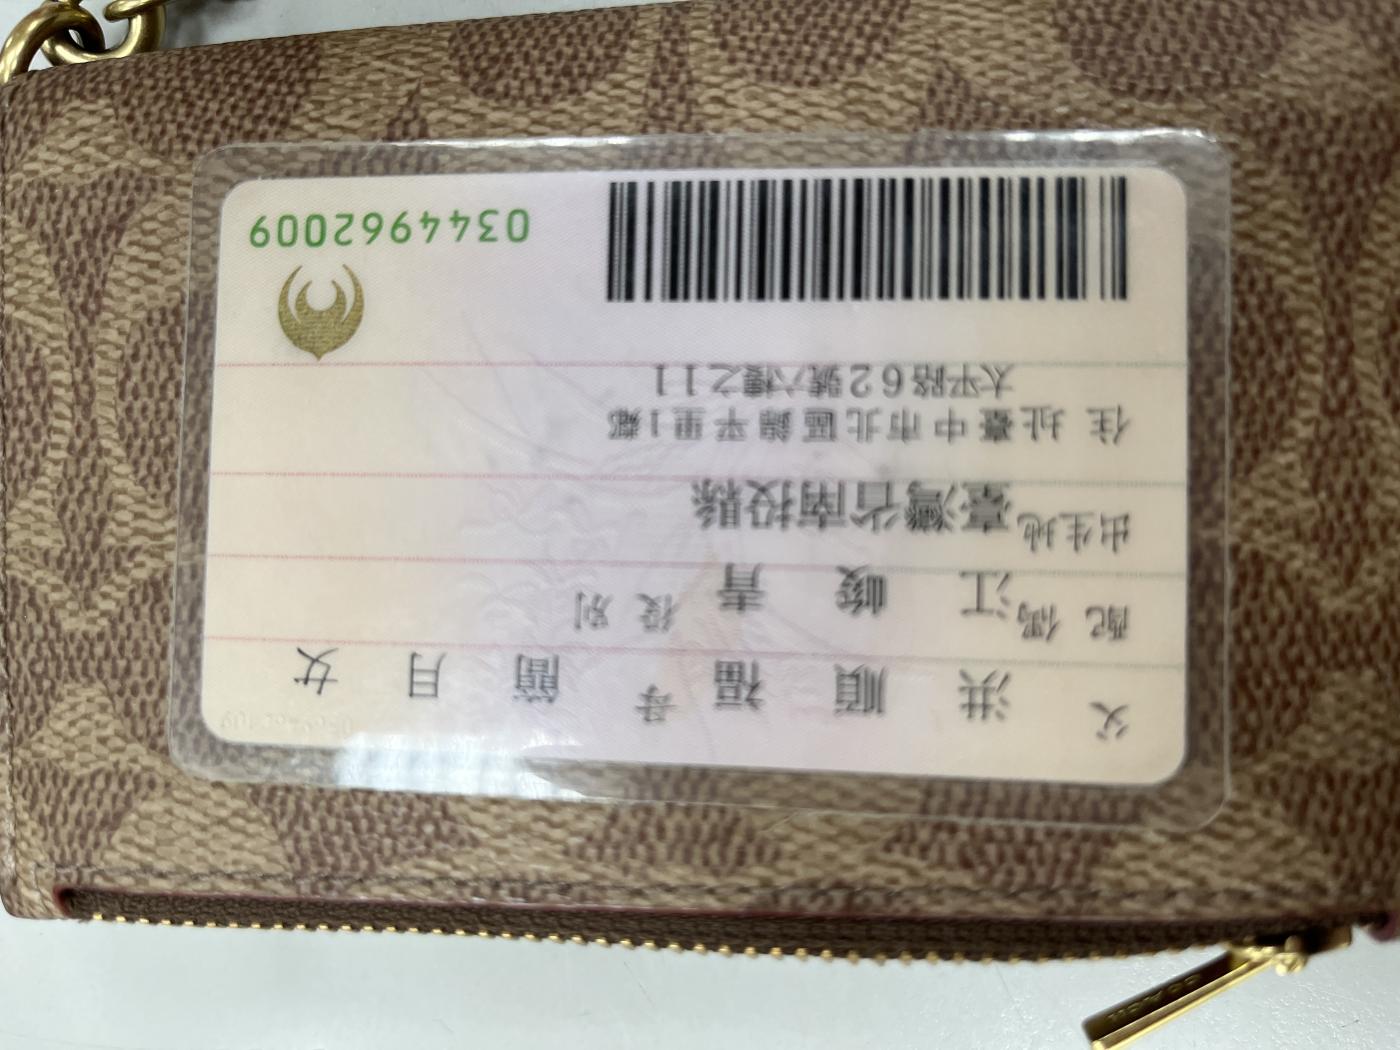 父 洪順福 母 簡月女
配偶 江峻青 役別
出生地 臺灣省南投縣
住址 臺中市北區錦平里1鄰
太平路62號六樓之11
0344962009
COACH